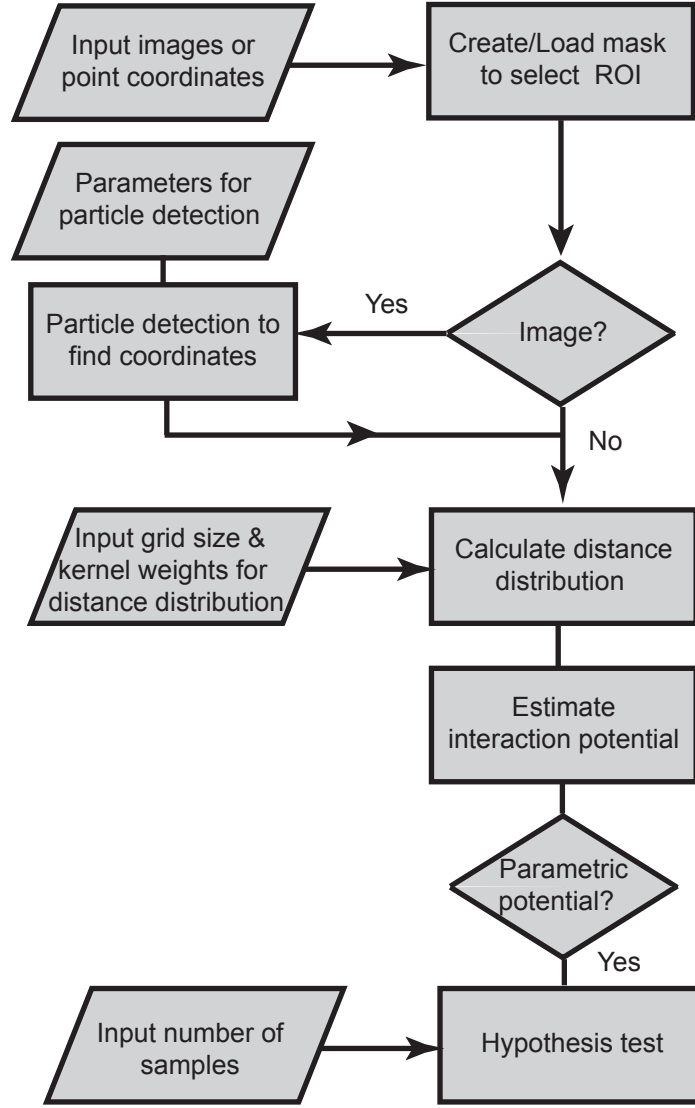 Input images or
point coordinates
Create/Load mask
to select ROI
Parameters for
particle detection
Particle detection to
find coordinates
Yes
Image?
No
Input grid size &
kernel weights for
distance distribution
Calculate distance
distribution
Estimate
interaction potential
Parametric
potential?
Yes
Input number of
samples
Hypothesis test